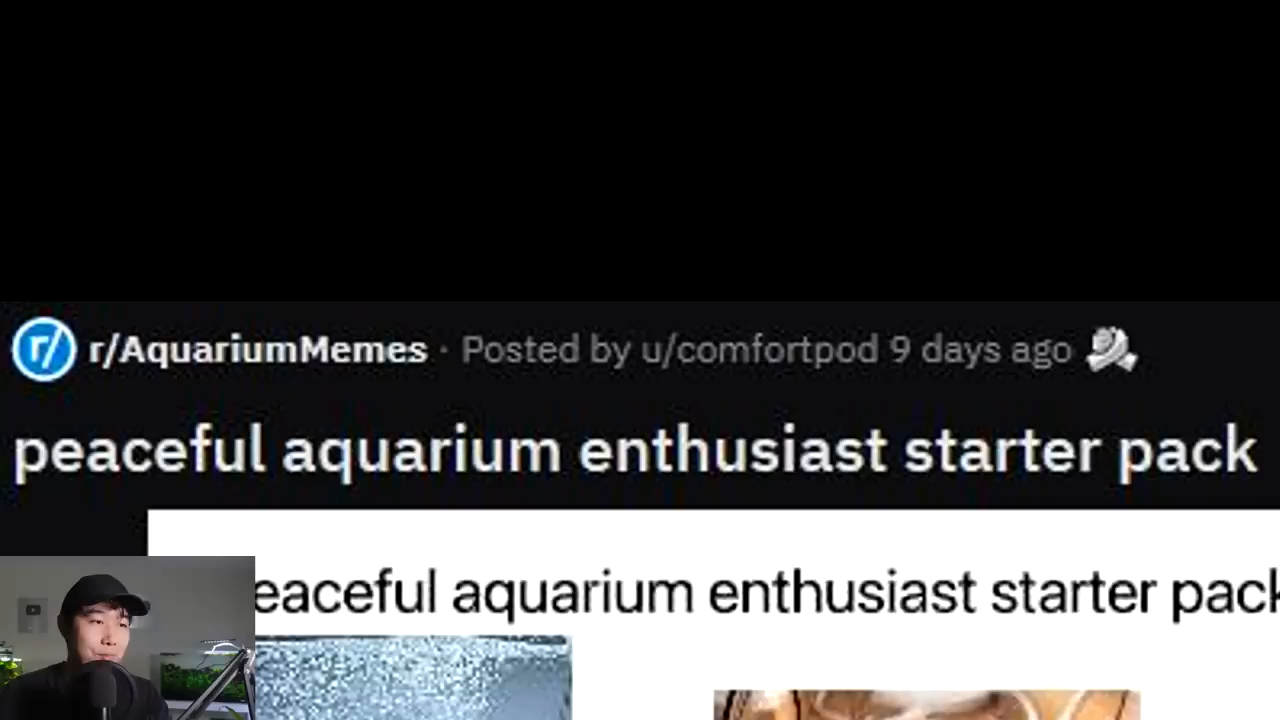 r/AquariumMemes · Posted by u/comfortpod 9 days ago
peaceful aquarium enthusiast starter pack
eaceful aquarium enthusiast starter pack